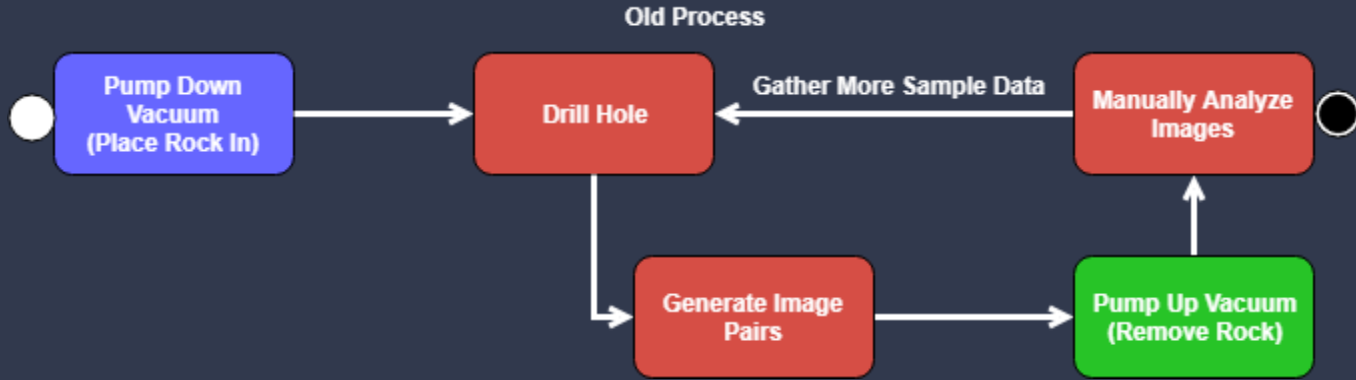 Old Process
Pump Down
Vacuum
(Place Rock In)
Drill Hole
Gather More Sample Data
Manually Analyze
Images
Generate Image
Pairs
Pump Up Vacuum
(Remove Rock)